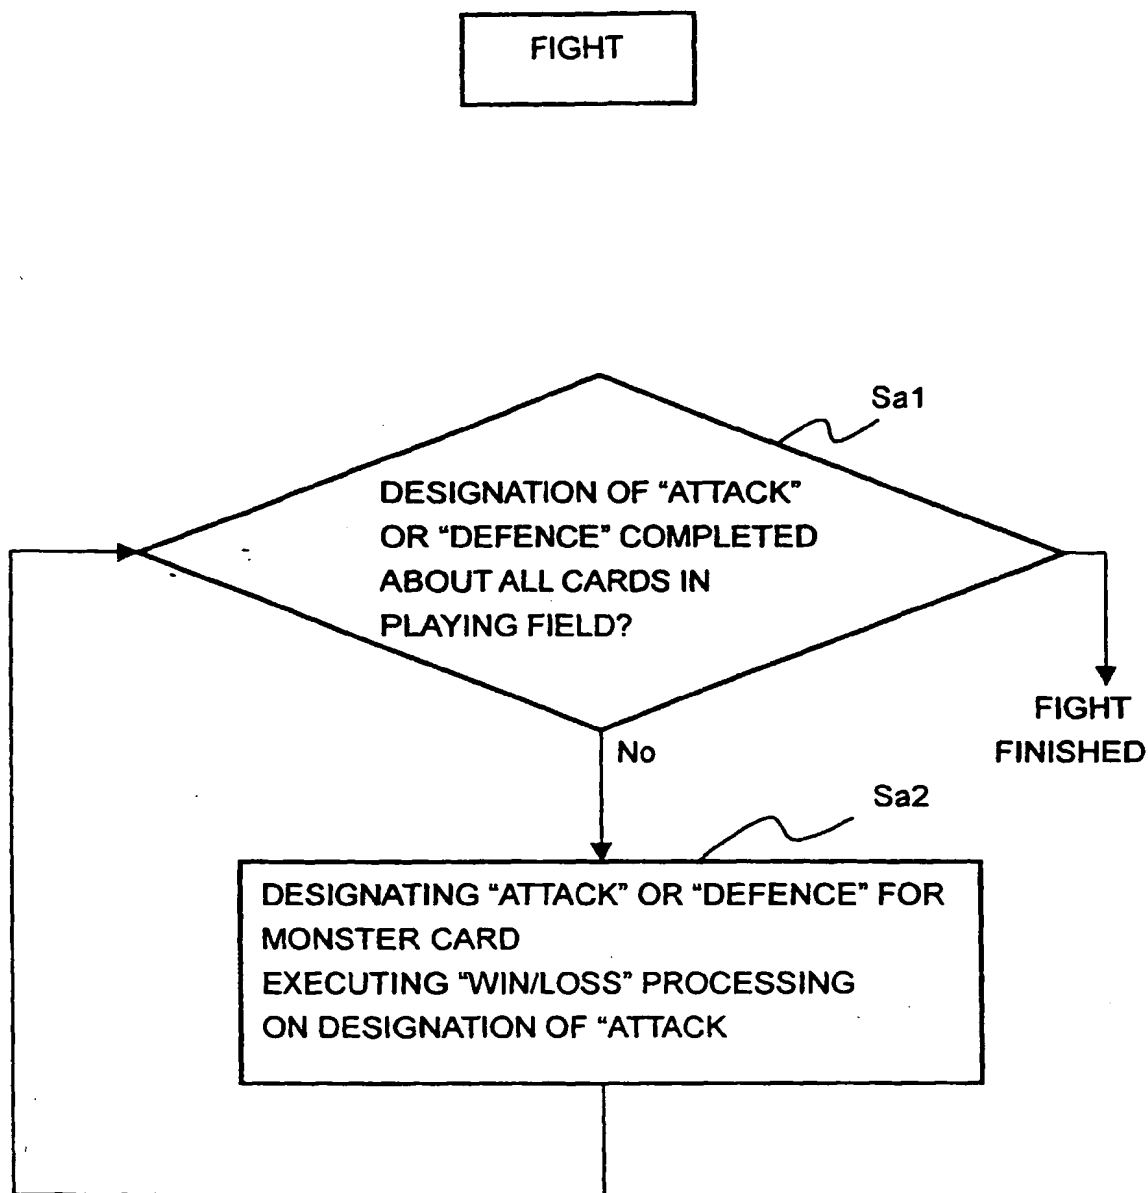 FIGHT
Sa1
DESIGNATION OF “ATTACK”
OR “DEFENCE” COMPLETED
ABOUT ALL CARDS IN
PLAYING FIELD?
FIGHT
FINISHED
No
Sa2
DESIGNATING “ATTACK” OR “DEFENCE” FOR
MONSTER CARD
EXECUTING “WIN/LOSS” PROCESSING
ON DESIGNATION OF “ATTACK